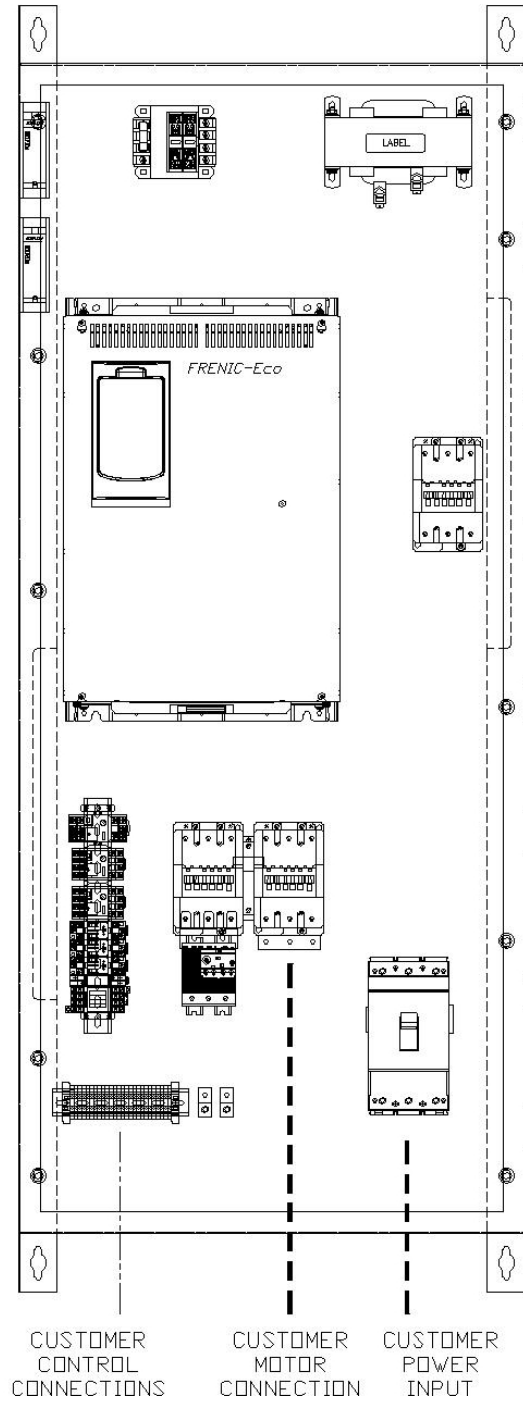 LABEL
FRENIC-Eco
CUSTOMER
CONTROL
CONNECTIONS
CUSTOMER
MOTOR
CONNECTION
CUSTOMER
POWER
INPUT